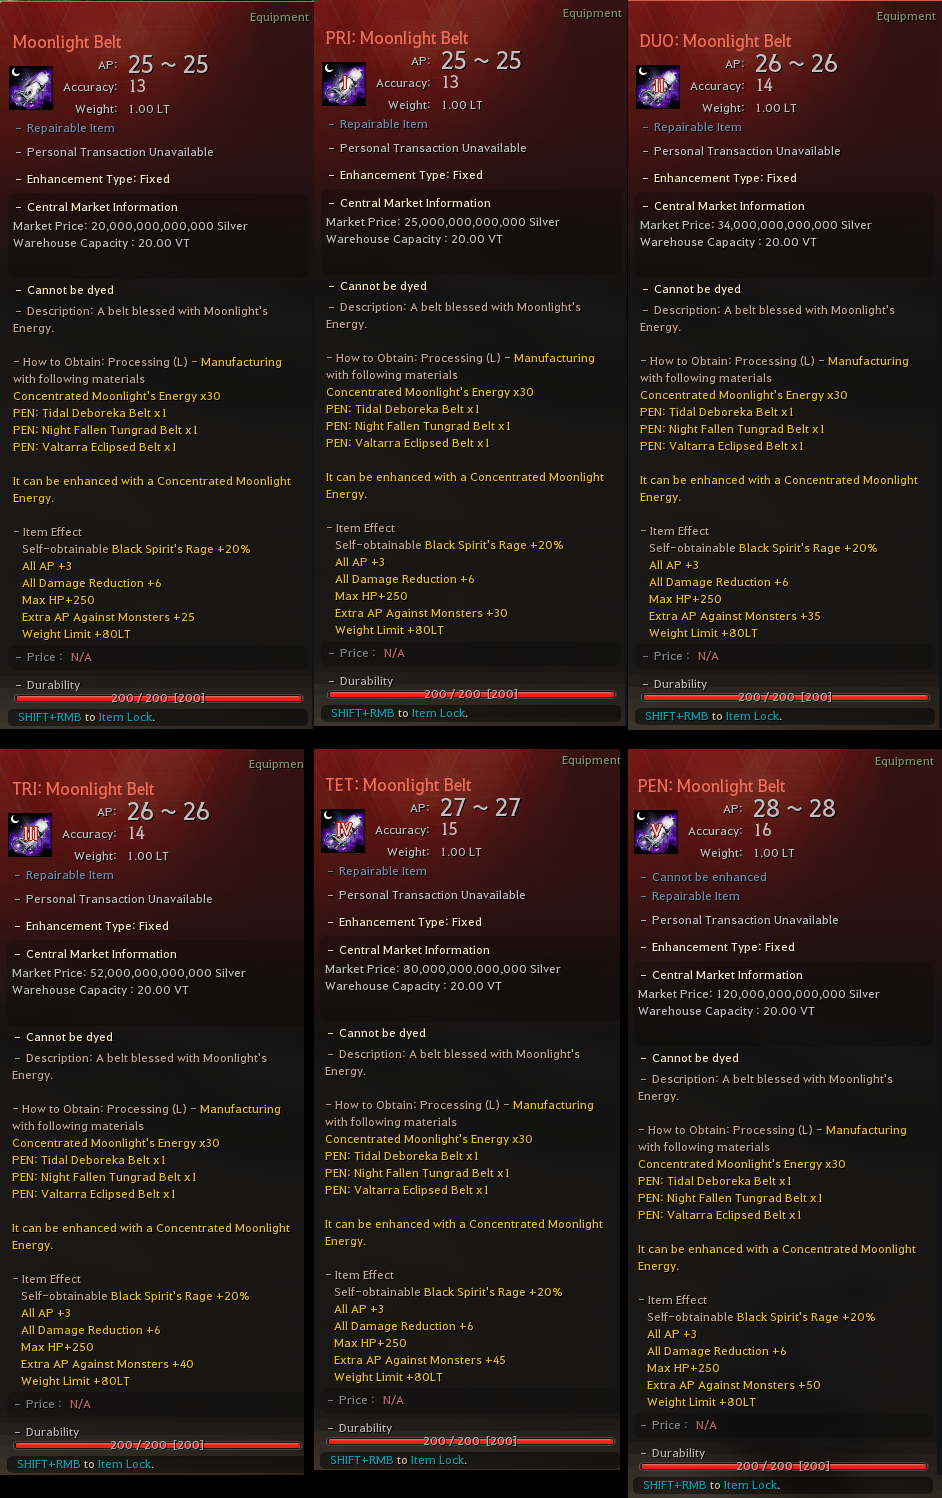 Equipment
Moonlight Belt
AP: 25 ~ 25
Accuracy: 13
Weight: 1.00 LT
- Repairable Item
- Personal Transaction Unavailable
- Enhancement Type: Fixed
- Central Market Information
Market Price: 20,000,000,000,000 Silver
Warehouse Capacity : 20.00 VT
- Cannot be dyed
- Description: A belt blessed with Moonlight's
Energy.
- How to Obtain: Processing (L) - Manufacturing
with following materials
Concentrated Moonlight's Energy x30
PEN: Tidal Deboreka Belt x1
PEN: Night Fallen Tungrad Belt x1
PEN: Valtarra Eclipsed Belt x1
It can be enhanced with a Concentrated Moonlight
Energy.
- Item Effect
Self-obtainable Black Spirit's Rage +20%
All AP +3
All Damage Reduction +6
Max HP+250
Extra AP Against Monsters +25
Weight Limit +80LT
- Price : N/A
- Durability
200 / 200 [200]
SHIFT+RMB to Item Lock.
Equipment
PRI: Moonlight Belt
I
AP: 25 ~ 25
Accuracy: 13
Weight: 1.00 LT
- Repairable Item
- Personal Transaction Unavailable
- Enhancement Type: Fixed
- Central Market Information
Market Price: 25,000,000,000,000 Silver
Warehouse Capacity : 20.00 VT
- Cannot be dyed
- Description: A belt blessed with Moonlight's
Energy.
- How to Obtain: Processing (L) - Manufacturing
with following materials
Concentrated Moonlight's Energy x30
PEN: Tidal Deboreka Belt x1
PEN: Night Fallen Tungrad Belt x1
PEN: Valtarra Eclipsed Belt x1
It can be enhanced with a Concentrated Moonlight
Energy.
- Item Effect
Self-obtainable Black Spirit's Rage +20%
All AP +3
All Damage Reduction +6
Max HP+250
Extra AP Against Monsters +30
Weight Limit +80LT
- Price : N/A
- Durability
200 / 200 [200]
SHIFT+RMB to Item Lock.
Equipment
DUO: Moonlight Belt
II
AP: 26 ~ 26
Accuracy: 14
Weight: 1.00 LT
- Repairable Item
- Personal Transaction Unavailable
- Enhancement Type: Fixed
- Central Market Information
Market Price: 34,000,000,000,000 Silver
Warehouse Capacity : 20.00 VT
- Cannot be dyed
- Description: A belt blessed with Moonlight's
Energy.
- How to Obtain: Processing (L) - Manufacturing
with following materials
Concentrated Moonlight's Energy x30
PEN: Tidal Deboreka Belt x1
PEN: Night Fallen Tungrad Belt x1
PEN: Valtarra Eclipsed Belt x1
It can be enhanced with a Concentrated Moonlight
Energy.
- Item Effect
Self-obtainable Black Spirit's Rage +20%
All AP +3
All Damage Reduction +6
Max HP+250
Extra AP Against Monsters +35
Weight Limit +80LT
- Price : N/A
- Durability
200 / 200 [200]
SHIFT+RMB to Item Lock.
Equipmen
TRI: Moonlight Belt
III
AP: 26 ~ 26
Accuracy: 14
Weight: 1.00 LT
- Repairable Item
- Personal Transaction Unavailable
- Enhancement Type: Fixed
- Central Market Information
Market Price: 52,000,000,000,000 Silver
Warehouse Capacity : 20.00 VT
- Cannot be dyed
- Description: A belt blessed with Moonlight's
Energy.
- How to Obtain: Processing (L) - Manufacturing
with following materials
Concentrated Moonlight's Energy x30
PEN: Tidal Deboreka Belt x1
PEN: Night Fallen Tungrad Belt x1
PEN: Valtarra Eclipsed Belt x1
It can be enhanced with a Concentrated Moonlight
Energy.
- Item Effect
Self-obtainable Black Spirit's Rage +20%
All AP +3
All Damage Reduction +6
Max HP+250
Extra AP Against Monsters +40
Weight Limit +80LT
- Price : N/A
- Durability
200 / 200 [200]
SHIFT+RMB to Item Lock.
Equipment
TET: Moonlight Belt
IV
AP: 27 ~ 27
Accuracy: 15
Weight: 1.00 LT
- Repairable Item
- Personal Transaction Unavailable
- Enhancement Type: Fixed
- Central Market Information
Market Price: 80,000,000,000,000 Silver
Warehouse Capacity : 20.00 VT
- Cannot be dyed
- Description: A belt blessed with Moonlight's
Energy.
- How to Obtain: Processing (L) - Manufacturing
with following materials
Concentrated Moonlight's Energy x30
PEN: Tidal Deboreka Belt x1
PEN: Night Fallen Tungrad Belt x1
PEN: Valtarra Eclipsed Belt x1
It can be enhanced with a Concentrated Moonlight
Energy.
- Item Effect
Self-obtainable Black Spirit's Rage +20%
All AP +3
All Damage Reduction +6
Max HP+250
Extra AP Against Monsters +45
Weight Limit +80LT
- Price : N/A
- Durability
200 / 200 [200]
SHIFT+RMB to Item Lock.
Equipment
PEN: Moonlight Belt
V
AP: 28 ~ 28
Accuracy: 16
Weight: 1.00 LT
- Cannot be enhanced
- Repairable Item
- Personal Transaction Unavailable
- Enhancement Type: Fixed
- Central Market Information
Market Price: 120,000,000,000,000 Silver
Warehouse Capacity : 20.00 VT
- Cannot be dyed
- Description: A belt blessed with Moonlight's
Energy.
- How to Obtain: Processing (L) - Manufacturing
with following materials
Concentrated Moonlight's Energy x30
PEN: Tidal Deboreka Belt x1
PEN: Night Fallen Tungrad Belt x1
PEN: Valtarra Eclipsed Belt x1
It can be enhanced with a Concentrated Moonlight
Energy.
- Item Effect
Self-obtainable Black Spirit's Rage +20%
All AP +3
All Damage Reduction +6
Max HP+250
Extra AP Against Monsters +50
Weight Limit +80LT
- Price : N/A
- Durability
200 / 200 [200]
SHIFT+RMB to Item Lock.